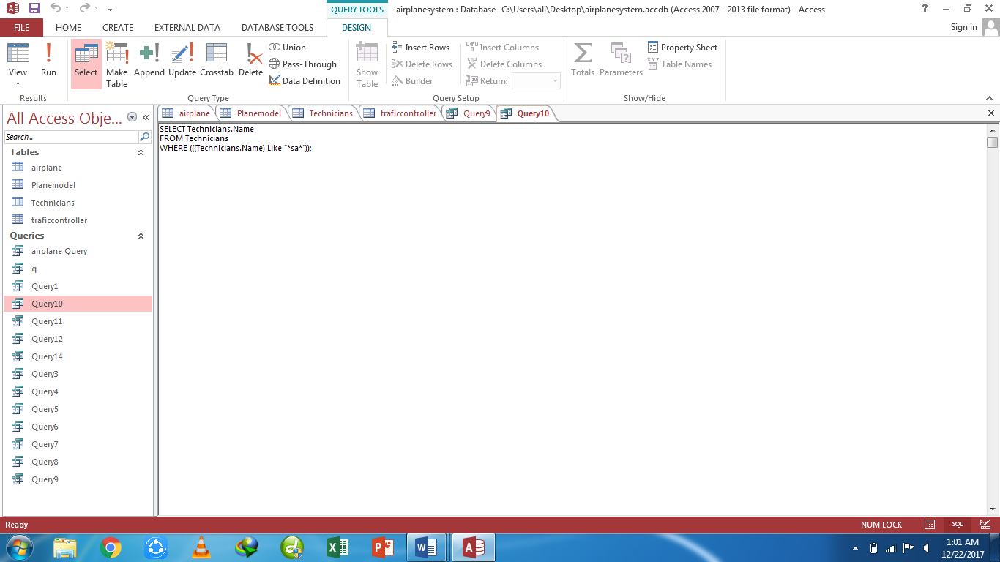 QUERY TOOLS
airplanesystem : Database- C:\Users\ali\Desktop\airplanesystem.accdb (Access 2007 - 2013 file format) - Access
FILE HOME CREATE EXTERNAL DATA DATABASE TOOLS DESIGN Sign in
View Run Select Make Table Append Update Crosstab Delete
Union
Pass-Through
Data Definition
Show Table
Insert Rows
Delete Rows
Builder
Insert Columns
Delete Columns
Return:
Totals Parameters
Property Sheet
Table Names
Results Query Type Query Setup Show/Hide
All Access Obje...
Search...
Tables
airplane
Planemodel
Technicians
traficcontroller
Queries
airplane Query
q
Query1
Query10
Query11
Query12
Query14
Query3
Query4
Query5
Query6
Query7
Query8
Query9
airplane Planemodel Technicians traficcontroller Query9 Query10
SELECT Technicians.Name
FROM Technicians
WHERE (((Technicians.Name) Like "*sa*"));
Ready NUM LOCK SQL
1:01 AM
12/22/2017